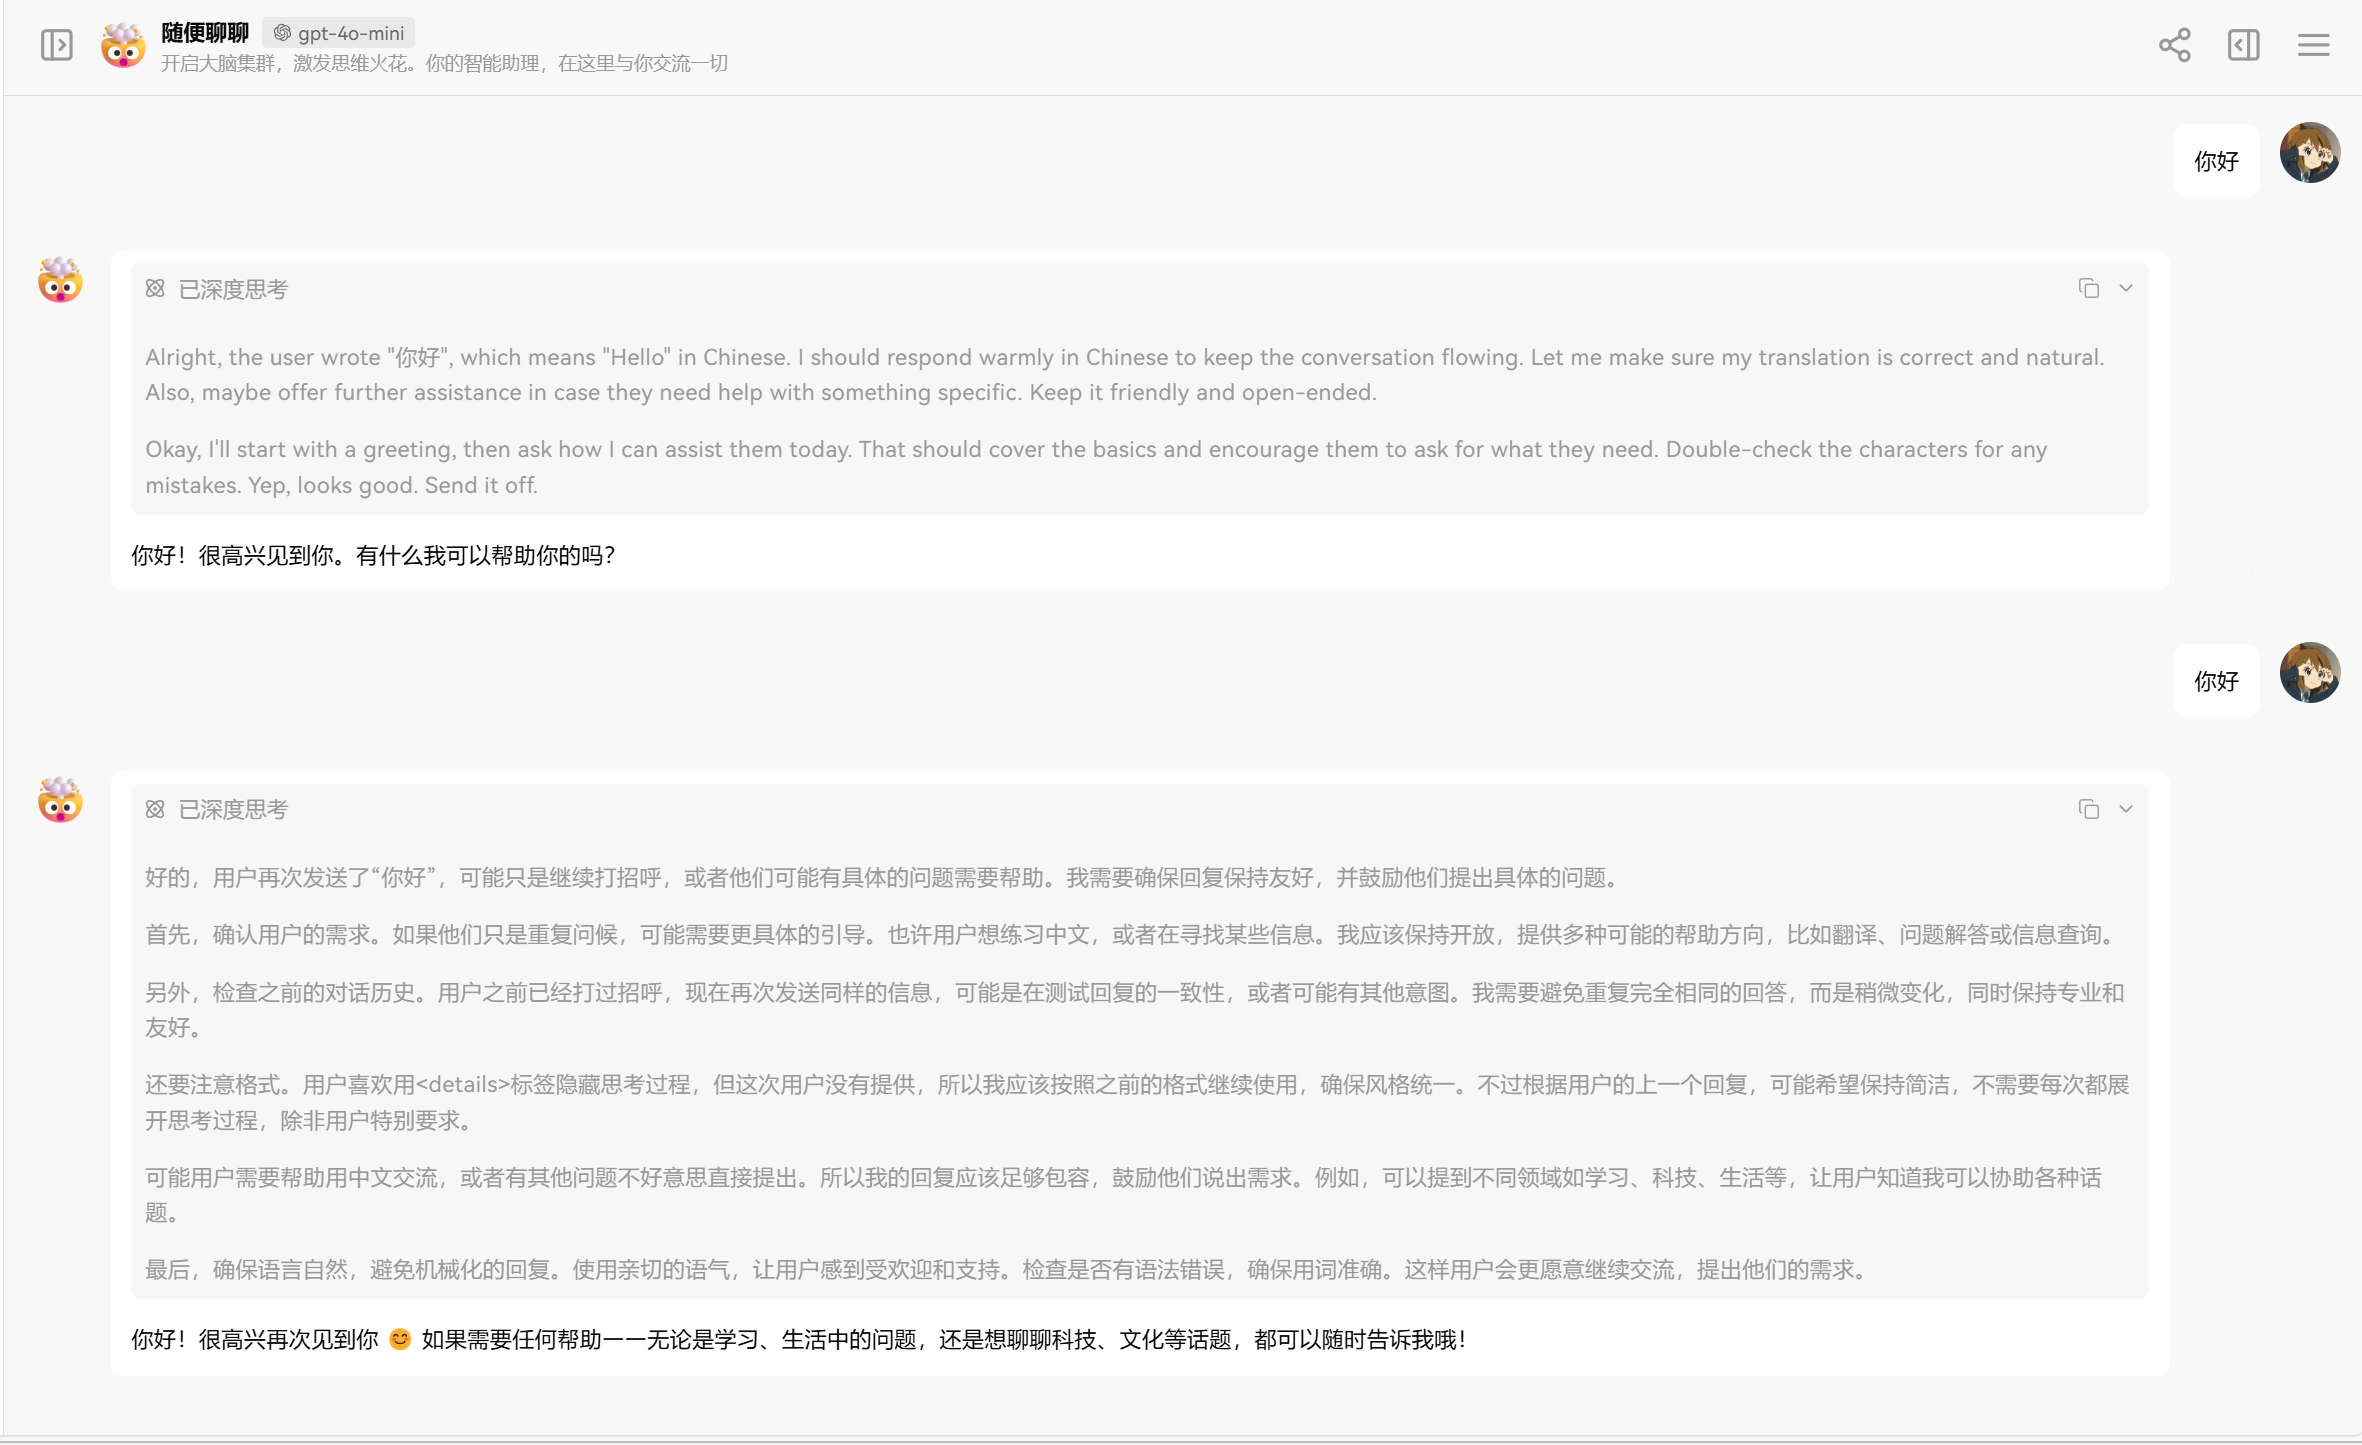 随便聊聊 gpt-4o-mini
开启大脑集群，激发思维火花。你的智能助理，在这里与你交流一切
你好
已深度思考
Alright, the user wrote "你好", which means "Hello" in Chinese. I should respond warmly in Chinese to keep the conversation flowing. Let me make sure my translation is correct and natural.
Also, maybe offer further assistance in case they need help with something specific. Keep it friendly and open-ended.
Okay, I'll start with a greeting, then ask how I can assist them today. That should cover the basics and encourage them to ask for what they need. Double-check the characters for any
mistakes. Yep, looks good. Send it off.
你好！很高兴见到你。有什么我可以帮助你的吗？
你好
已深度思考
好的，用户再次发送了“你好”，可能只是继续打招呼，或者他们可能有具体的问题需要帮助。我需要确保回复保持友好，并鼓励他们提出具体的问题。
首先，确认用户的需求。如果他们只是重复问候，可能需要更具体的引导。也许用户想练习中文，或者在寻找某些信息。我应该保持开放，提供多种可能的帮助方向，比如翻译、问题解答或信息查询。
另外，检查之前的对话历史。用户之前已经打过招呼，现在再次发送同样的信息，可能是在测试回复的一致性，或者可能有其他意图。我需要避免重复完全相同的回答，而是稍微变化，同时保持专业和
友好。
还要注意格式。用户喜欢用<details>标签隐藏思考过程，但这次用户没有提供，所以我应该按照之前的格式继续使用，确保风格统一。不过根据用户的上一个回复，可能希望保持简洁，不需要每次都展
开思考过程，除非用户特别要求。
可能用户需要帮助用中文交流，或者有其他问题不好意思直接提出。所以我的回复应该足够包容，鼓励他们说出需求。例如，可以提到不同领域如学习、科技、生活等，让用户知道我可以协助各种话
题。
最后，确保语言自然，避免机械化的回复。使用亲切的语气，让用户感到受欢迎和支持。检查是否有语法错误，确保用词准确。这样用户会更愿意继续交流，提出他们的需求。
你好！很高兴再次见到你 😊 如果需要任何帮助——无论是学习、生活中的问题，还是想聊聊科技、文化等话题，都可以随时告诉我哦！